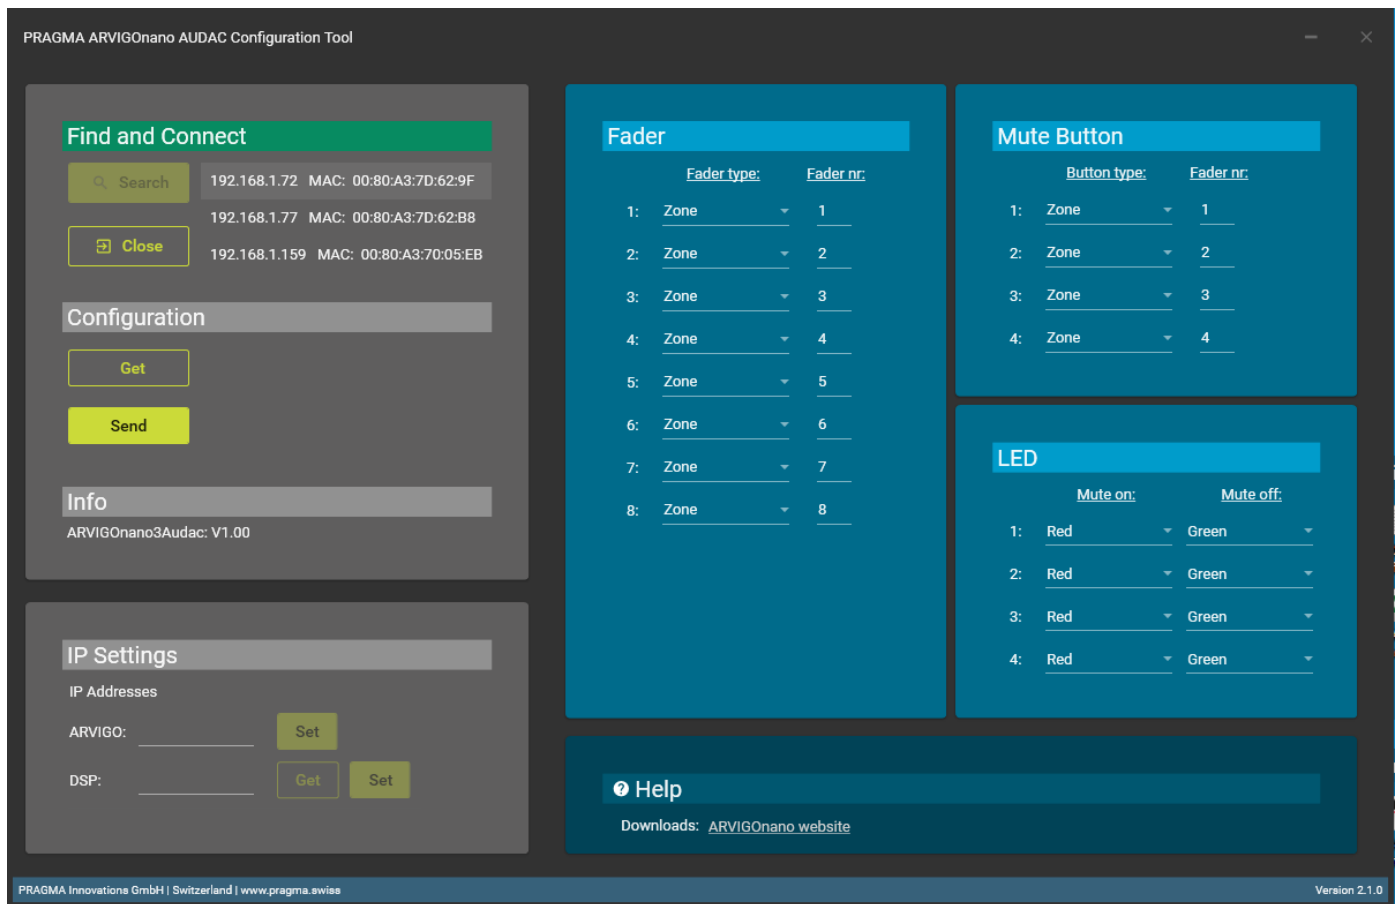 PRAGMA ARVIGOnano AUDAC Configuration Tool
Find and Connect
Search
192.168.1.72 MAC: 00:80:A3:7D:62:9F
192.168.1.77 MAC: 00:80:A3:7D:62:B8
Close
192.168.1.159 MAC: 00:80:A3:70:05:EB
Configuration
Get
Send
Info
ARVIGOnano3Audac: V1.00
IP Settings
IP Addresses
ARVIGO: Set
DSP: Get Set
Fader
Fader type: Fader nr:
1: Zone 1
2: Zone 2
3: Zone 3
4: Zone 4
5: Zone 5
6: Zone 6
7: Zone 7
8: Zone 8
Mute Button
Button type: Fader nr:
1: Zone 1
2: Zone 2
3: Zone 3
4: Zone 4
LED
Mute on: Mute off:
1: Red Green
2: Red Green
3: Red Green
4: Red Green
Help
Downloads: ARVIGOnano website
PRAGMA Innovations GmbH | Switzerland | www.pragma.swiss
Version 2.1.0